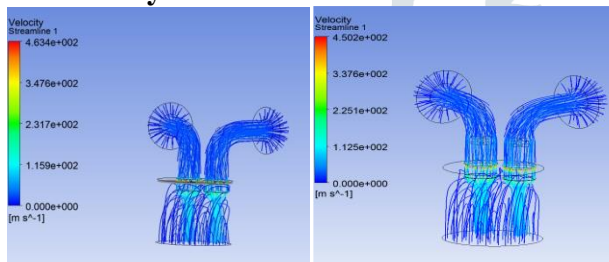 Velocity
Streamline 1
4.634e+002
3.476e+002
2.317e+002
1.159e+002
0.000e+000
[m s^-1]
Velocity
Streamline 1
4.502e+002
3.376e+002
2.251e+002
1.125e+002
0.000e+000
[m s^-1]